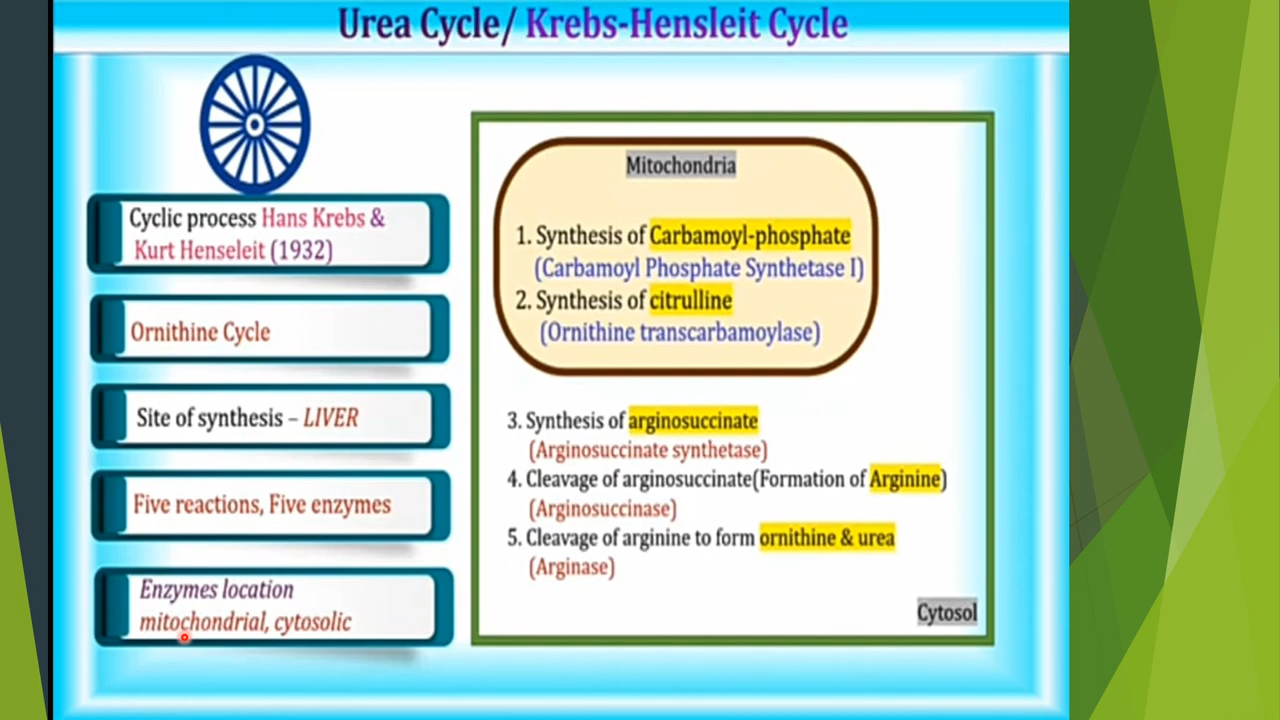 Urea Cycle/ Krebs-Hensleit Cycle
Cyclic process Hans Krebs &
Kurt Henseleit (1932)
Ornithine Cycle
Site of synthesis – LIVER
Five reactions, Five enzymes
Enzymes location
mitochondrial, cytosolic
Mitochondria
1. Synthesis of Carbamoyl-phosphate
(Carbamoyl Phosphate Synthetase I)
2. Synthesis of citrulline
(Ornithine transcarbamoylase)
3. Synthesis of arginosuccinate
(Arginosuccinate synthetase)
4. Cleavage of arginosuccinate(Formation of Arginine)
(Arginosuccinase)
5. Cleavage of arginine to form ornithine & urea
(Arginase)
Cytosol